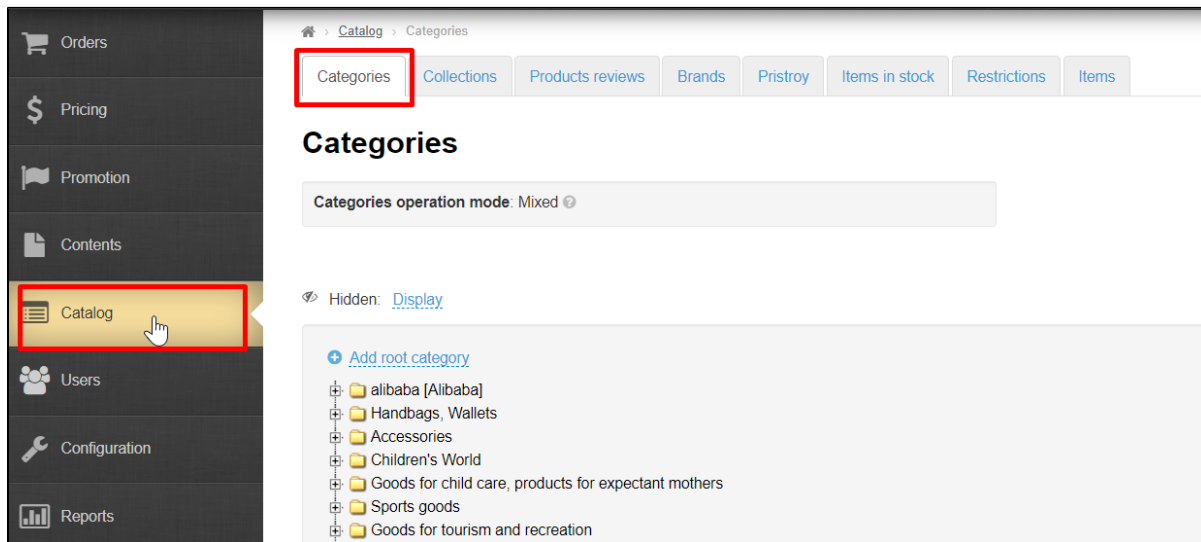 Orders
Pricing
Promotion
Contents
Catalog
Users
Configuration
Reports
Catalog Categories
Categories Collections Products reviews Brands Pristroy Items in stock Restrictions Items
Categories
Categories operation mode: Mixed
Hidden: Display
Add root category
alibaba [Alibaba]
Handbags, Wallets
Accessories
Children's World
Goods for child care, products for expectant mothers
Sports goods
Goods for tourism and recreation